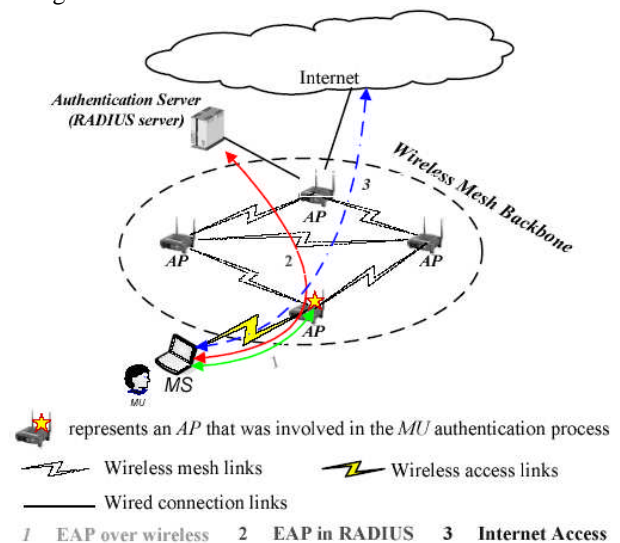 Internet
Authentication Server
(RADIUS server)
Wireless Mesh Backbone
3
AP
AP
AP
2
AP
1
MS
MU
represents an AP that was involved in the MU authentication process
Wireless mesh links
Wireless access links
Wired connection links
1 EAP over wireless 2 EAP in RADIUS 3 Internet Access